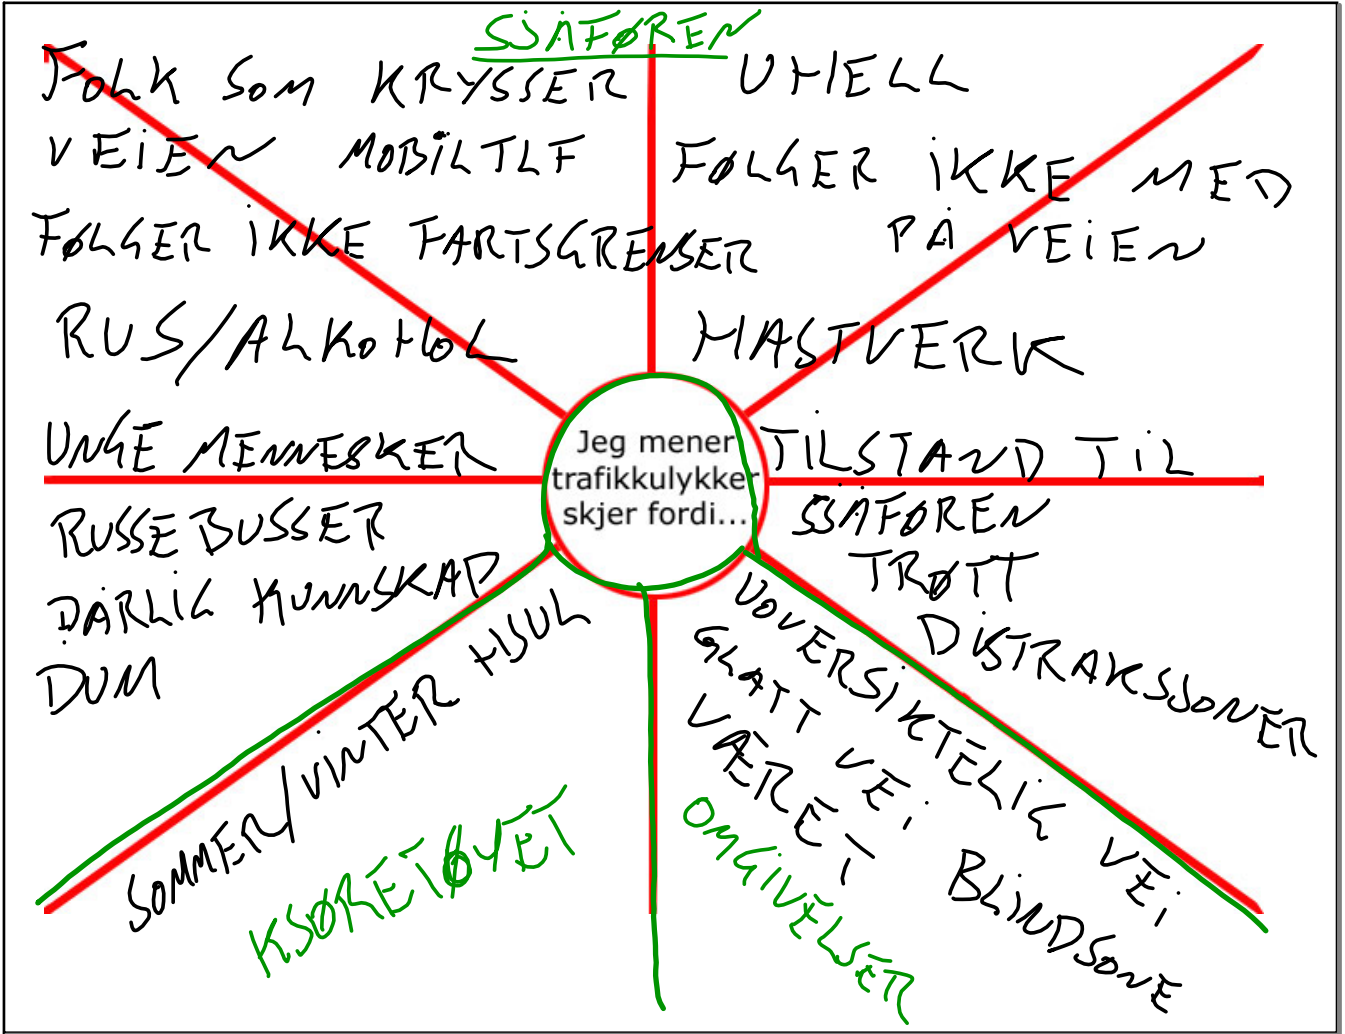 SJÅFØREN
FOLK SOM KRYSSER
VEIEN MOBILTLF
FØLGER IKKE FARTSGRENSER
RUS/ALKOHOL
UNGE MENNESKER
UHELL
FØLGER IKKE MED
PÅ VEIEN
HASTVERK
TILSTAND TIL
SJÅFØREN
TRØTT
DISTRAKSJONER
Jeg mener
trafikkulykker
skjer fordi...
RUSSEBUSSER
DÅRLIG KUNNSKAP
DUM
SOMMER/VINTER HJUL
KJØRETØYET
UOVERSIKTELIG VEI
GLATT VEI
VÆRET
BLINDSONE
OMGIVELSER